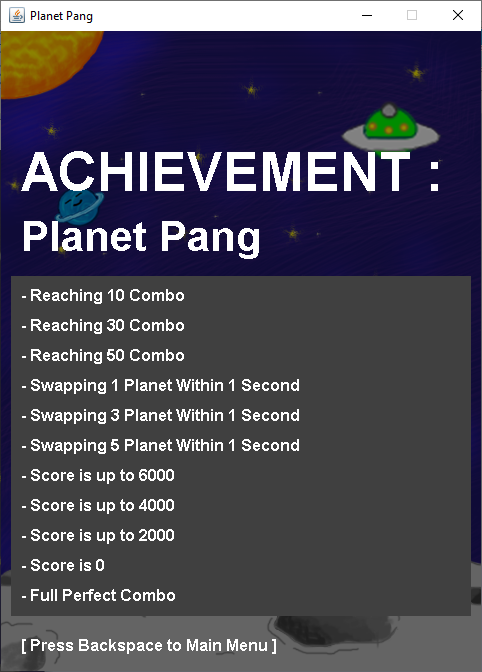 Planet Pang
ACHIEVEMENT :
Planet Pang
- Reaching 10 Combo
- Reaching 30 Combo
- Reaching 50 Combo
- Swapping 1 Planet Within 1 Second
- Swapping 3 Planet Within 1 Second
- Swapping 5 Planet Within 1 Second
- Score is up to 6000
- Score is up to 4000
- Score is up to 2000
- Score is 0
- Full Perfect Combo
[ Press Backspace to Main Menu ]